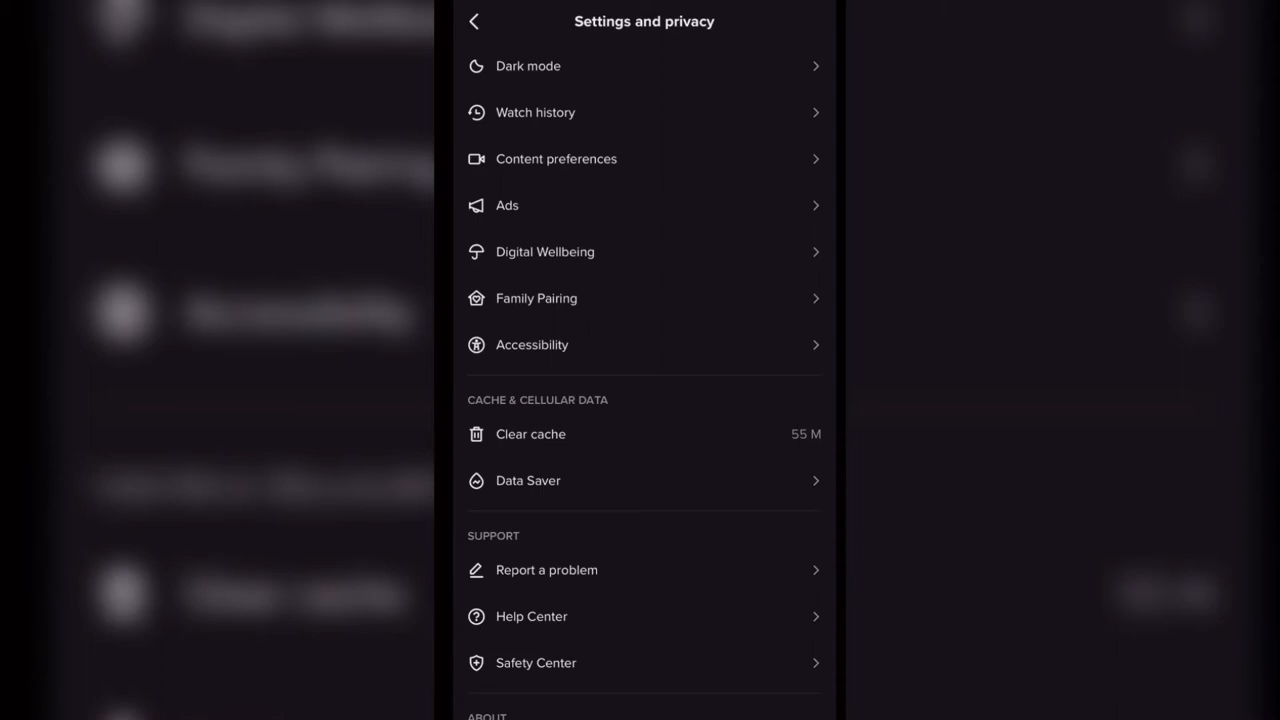 Settings and privacy
Dark mode
Watch history
Content preferences
Ads
Digital Wellbeing
Family Pairing
Accessibility
CACHE & CELLULAR DATA
Clear cache 55 M
Data Saver
SUPPORT
Report a problem
Help Center
Safety Center
ABOUT